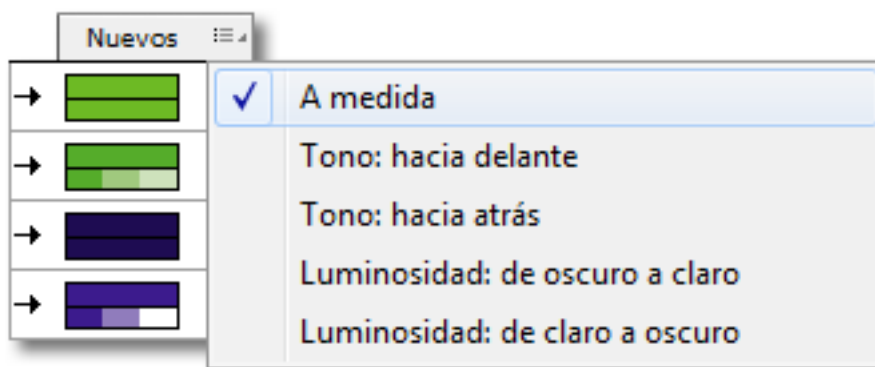 Nuevos
A medida
Tono: hacia delante
Tono: hacia atrás
Luminosidad: de oscuro a claro
Luminosidad: de claro a oscuro